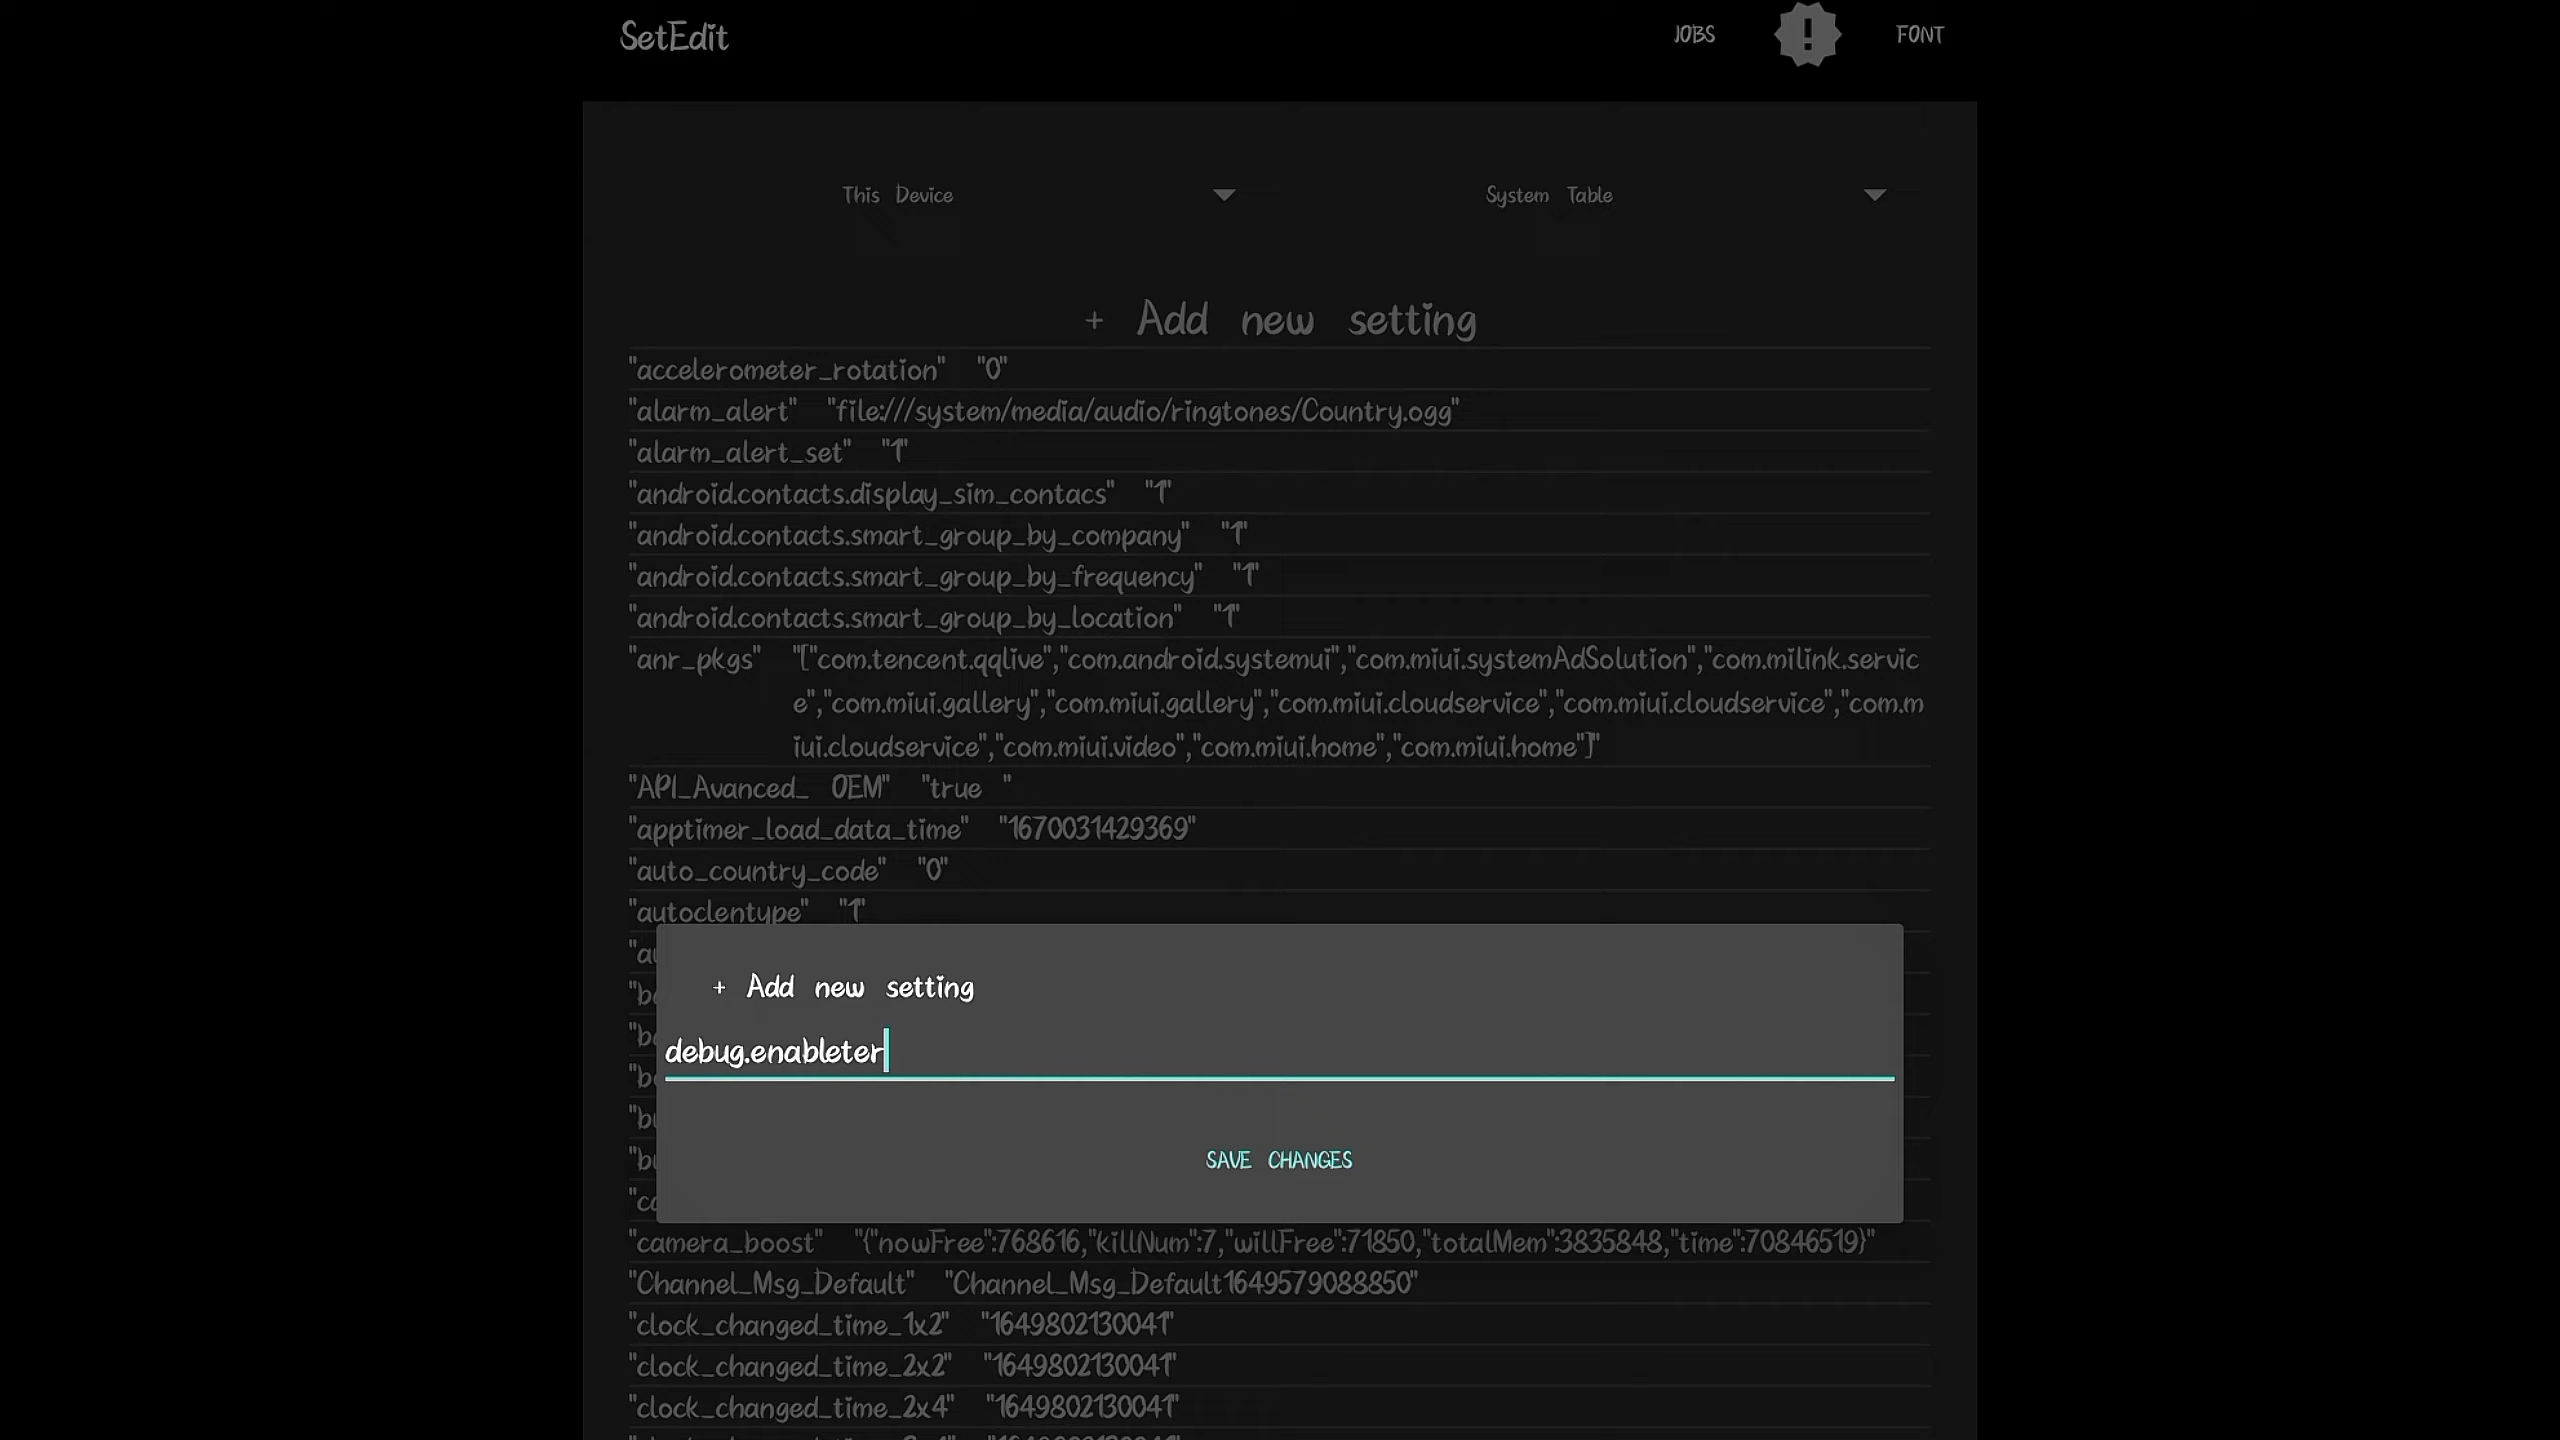 SetEdit JOBS ! FONT
This Device System Table
+ Add new setting
"accelerometer_rotation" "0"
"alarm_alert" "file:///system/media/audio/ringtones/Country.ogg"
"alarm_alert_set" "1"
"android.contacts.display_sim_contacs" "1"
"android.contacts.smart_group_by_company" "1"
"android.contacts.smart_group_by_frequency" "1"
"android.contacts.smart_group_by_location" "1"
"anr_pkgs" "["com.tencent.qqlive","com.android.systemui","com.miui.systemAdSolution","com.milink.servic
e","com.miui.gallery","com.miui.gallery","com.miui.cloudservice","com.miui.cloudservice","com.m
iui.cloudservice","com.miui.video","com.miui.home","com.miui.home"]"
"API_Avanced_ OEM" "true "
"apptimer_load_data_time" "1670031429369"
"auto_country_code" "0"
"autoclentype" "1"
+ Add new setting
debug.enableter
SAVE CHANGES
"camera_boost" "{"nowFree":768616,"killNum":7,"willFree":71850,"totalMem":3835848,"time":70846519}"
"Channel_Msg_Default" "Channel_Msg_Default1649579088850"
"clock_changed_time_1x2" "1649802130041"
"clock_changed_time_2x2" "1649802130041"
"clock_changed_time_2x4" "1649802130041"